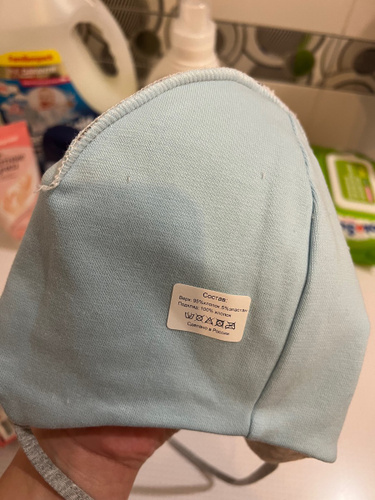 Состав:
Верх: 95%хлопок 5%эластан
Подклад: 100% хлопок
Сделано в России